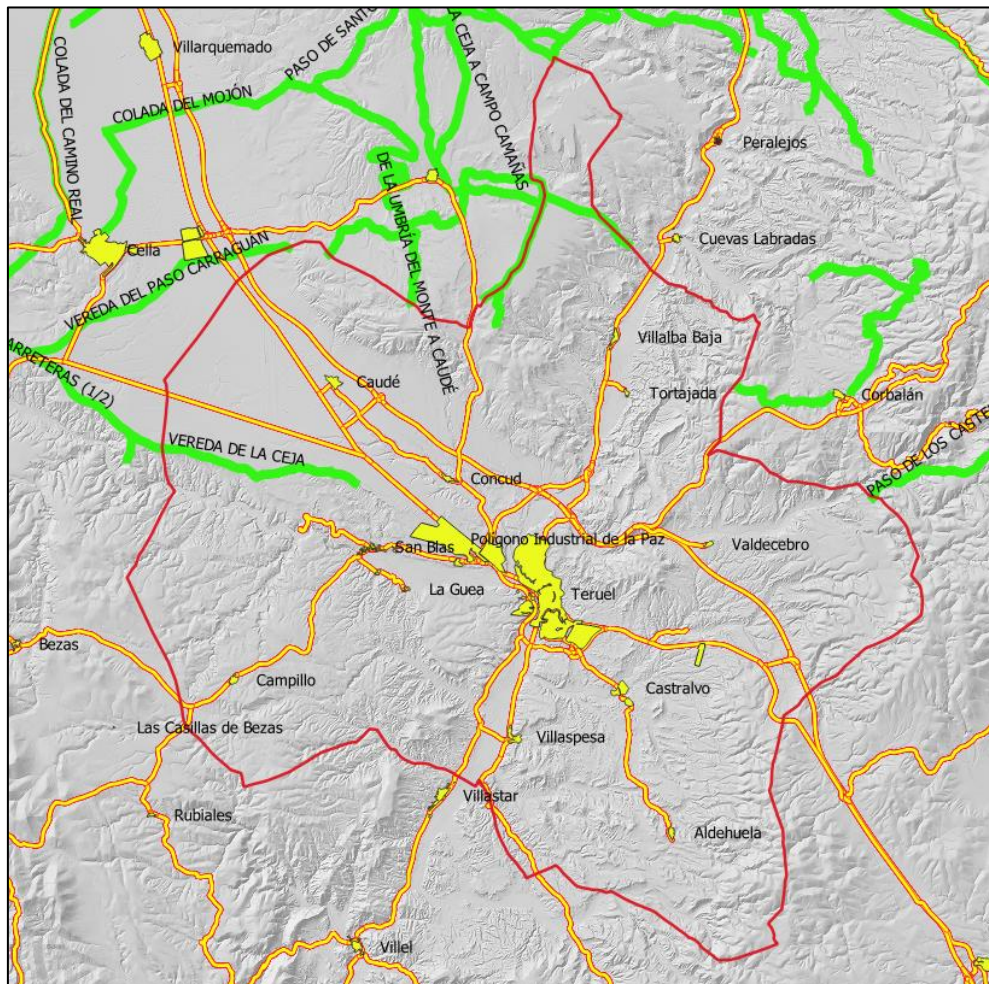 Villarquemado
COLADA DEL CAMINO REAL
COLADA DEL MOJÓN
PASO DE SANTO
LA CEJA A CAMPO CAMAÑAS
Peralejos
Cella
Cuevas Labradas
VEREDA DEL PASO CARRAGUAN
DE LA UMBRÍA DEL MONTE A CAUDÉ
Villalba Baja
ARRETERAS (1/2)
Caudé
Tortajada
Corbalán
VEREDA DE LA CEJA
PASO DE LOS CASTE
Concud
San Blas
Polígono Industrial de la Paz
Valdecebro
La Guea
Teruel
Bezas
Campillo
Castralvo
Las Casillas de Bezas
Villaspesa
Rubiales
Villastar
Aldehuela
Villel